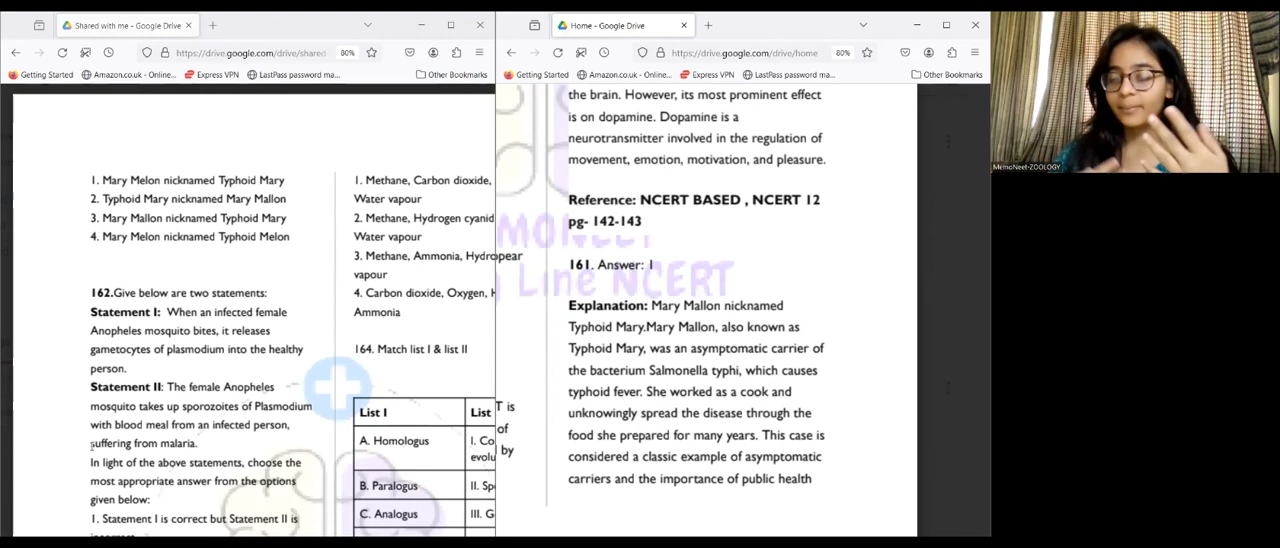 Shared with me - Google Drive
https://drive.google.com/drive/shared
80%
Getting Started
Amazon.co.uk - Online...
Express VPN
LastPass password ma...
Other Bookmarks
1. Mary Melon nicknamed Typhoid Mary
2. Typhoid Mary nicknamed Mary Mallon
3. Mary Mallon nicknamed Typhoid Mary
4. Mary Melon nicknamed Typhoid Melon
162.Give below are two statements:
Statement I: When an infected female
Anopheles mosquito bites, it releases
gametocytes of plasmodium into the healthy
person.
Statement II: The female Anopheles
mosquito takes up sporozoites of Plasmodium
with blood meal from an infected person,
suffering from malaria.
In light of the above statements, choose the
most appropriate answer from the options
given below:
1. Statement I is correct but Statement II is
1. Methane, Carbon dioxide,
Water vapour
2. Methane, Hydrogen cyanid
Water vapour
3. Methane, Ammonia, Hydro
vapour
4. Carbon dioxide, Oxygen, H
Ammonia
164. Match list I & list II
List I
List
A. Homologus
I. Co
evolu
B. Paralogus
II. Sp
C. Analogus
III. G
Home - Google Drive
https://drive.google.com/drive/home
80%
Getting Started
Amazon.co.uk - Online...
Express VPN
LastPass password ma...
Other Bookmarks
pear
T is
of
by
the brain. However, its most prominent effect
is on dopamine. Dopamine is a
neurotransmitter involved in the regulation of
movement, emotion, motivation, and pleasure.
Reference: NCERT BASED , NCERT 12
pg- 142-143
MONEET
Line NCERT
161. Answer: 1
Explanation: Mary Mallon nicknamed
Typhoid Mary.Mary Mallon, also known as
Typhoid Mary, was an asymptomatic carrier of
the bacterium Salmonella typhi, which causes
typhoid fever. She worked as a cook and
unknowingly spread the disease through the
food she prepared for many years. This case is
considered a classic example of asymptomatic
carriers and the importance of public health
MemoNeet-ZOOLOGY